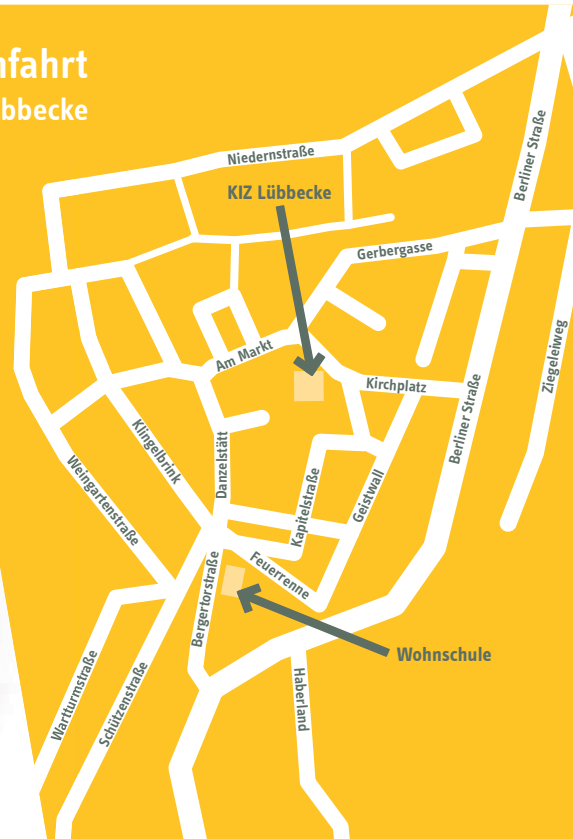 nfahrt
bbecke
Niedernstraße
Berliner Straße
KIZ Lübbecke
Gerbergasse
Am Markt
Kirchplatz
Ziegeleiweg
Berliner Straße
Klingelbrink
Danzelstätt
Weingartenstraße
Kapitelstraße
Geistwall
Feuerrenne
Bergertorstraße
Wohnschule
Wartturmstraße
Schützenstraße
Haberland